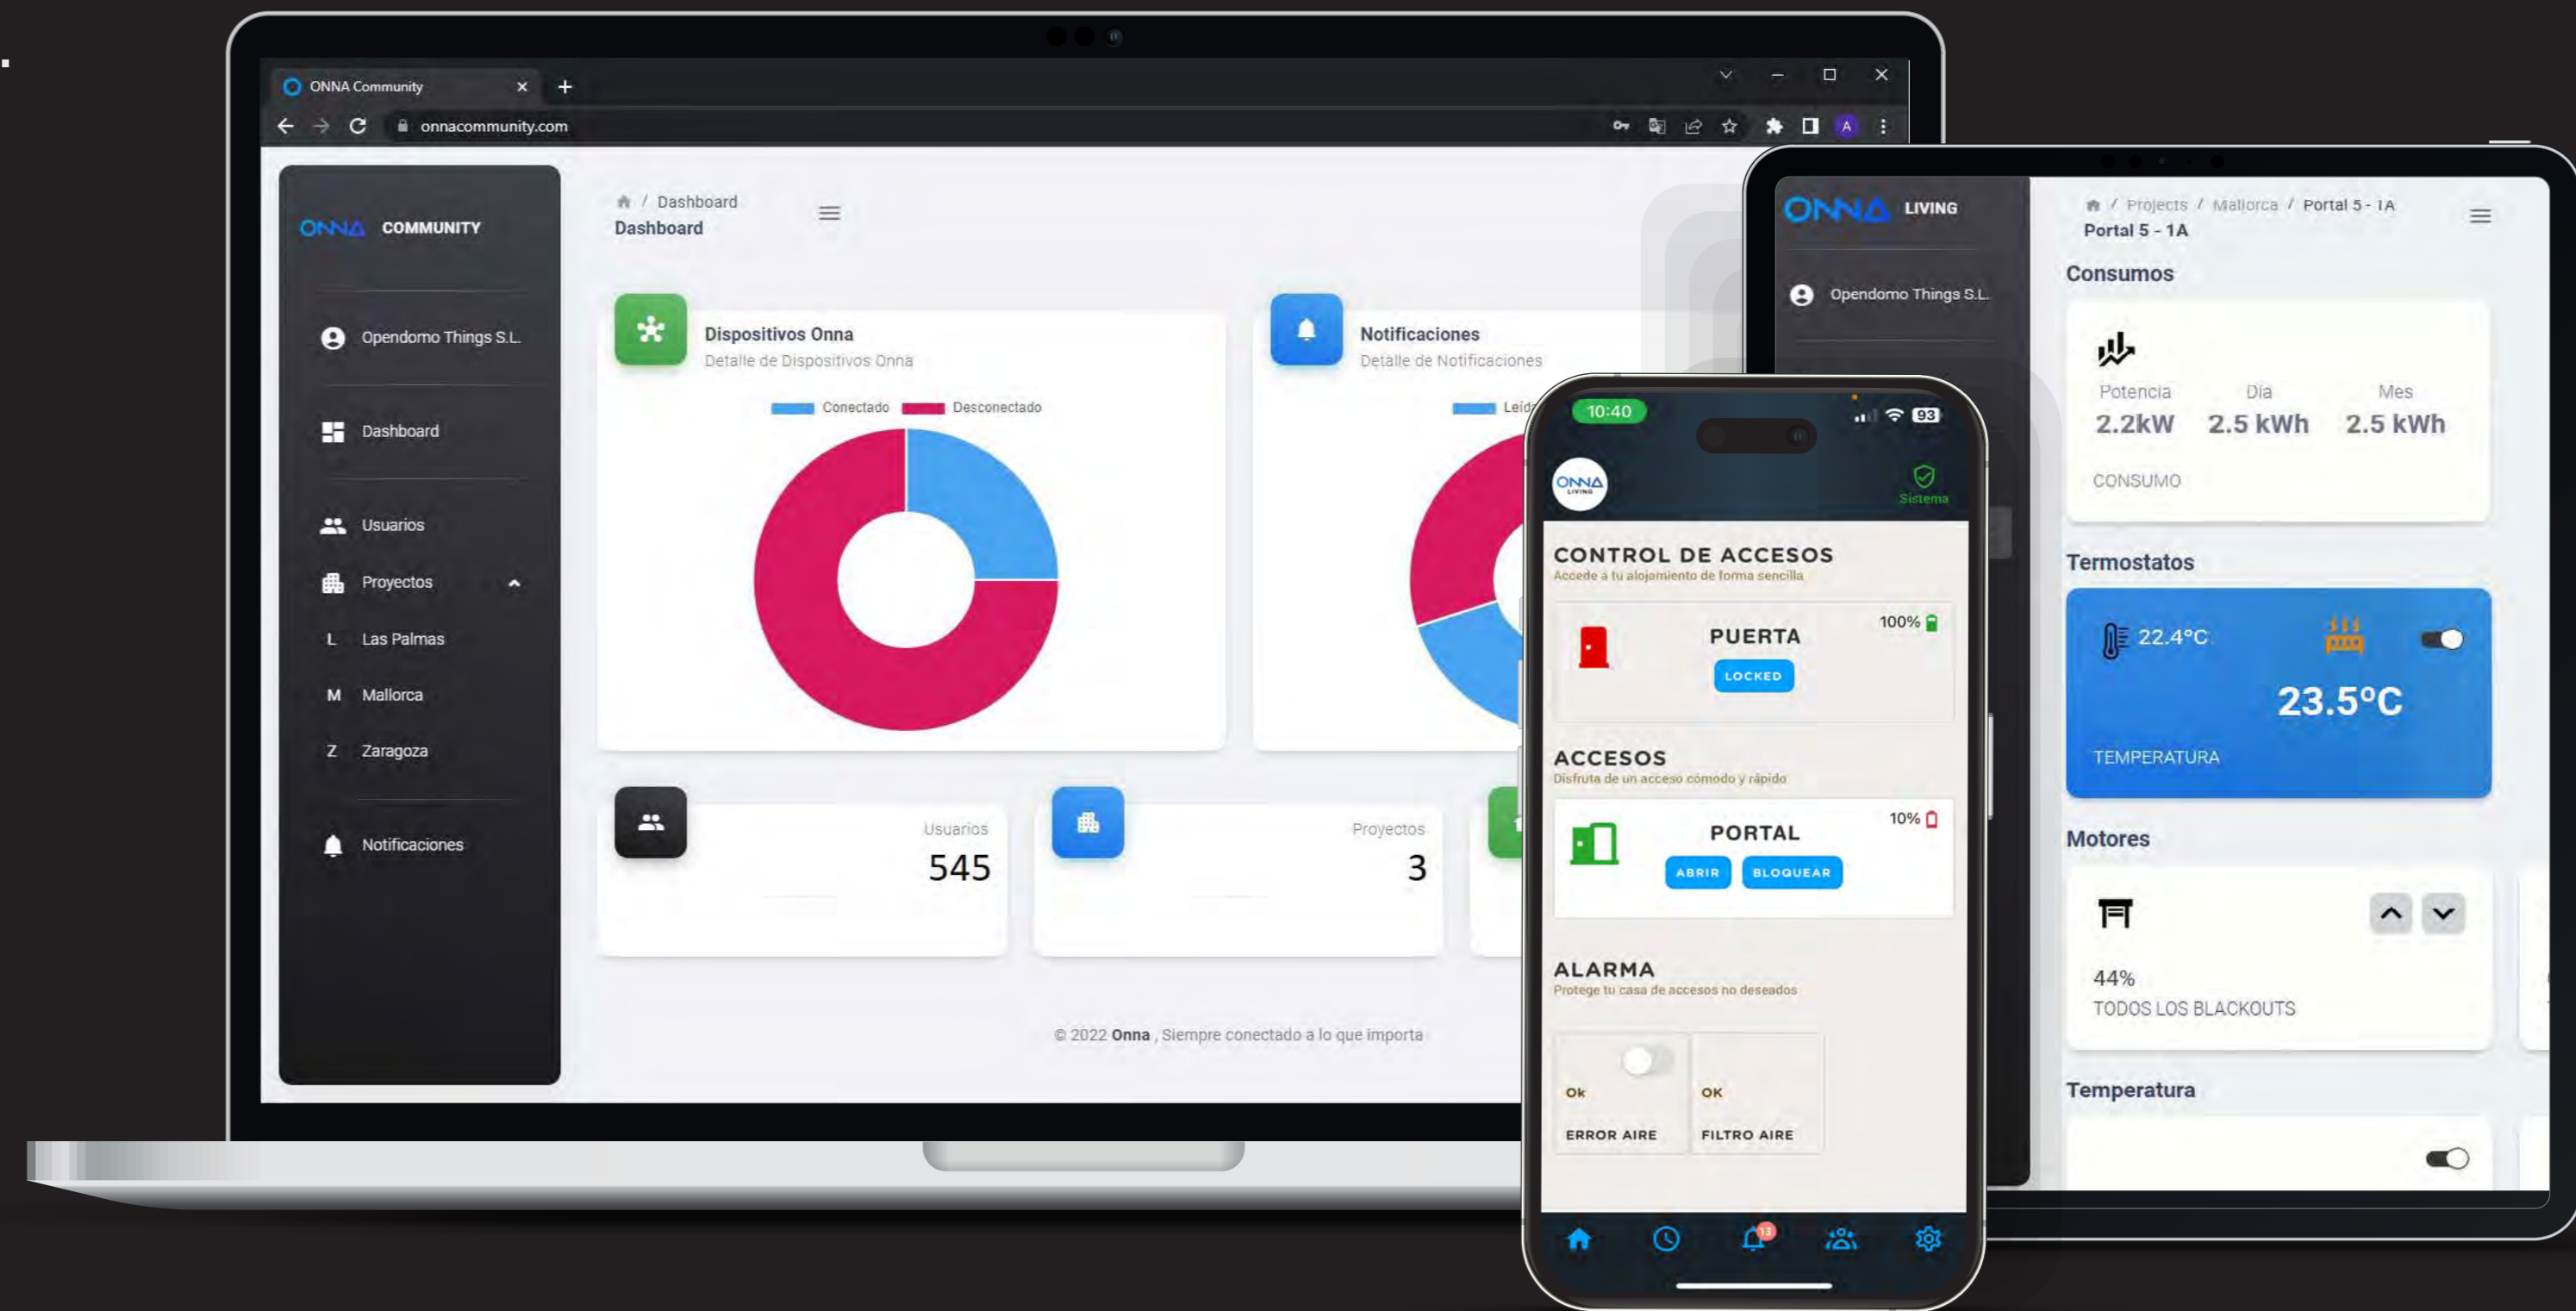 .
ONNA Community
onnacommunity.com
A
ONNA COMMUNITY
Opendomo Things S.L.
Dashboard
Usuarios
Proyectos
L Las Palmas
M Mallorca
Z Zaragoza
Notificaciones
/ Dashboard
Dashboard
Dispositivos Onna
Detalle de Dispositivos Onna
Conectado Desconectado
Notificaciones
Detalle de Notificaciones
Usuarios
545
Proyectos
3
© 2022 Onna , Siempre conectado a lo que importa
10:40
93
ONNA
LIVING
Sistema
CONTROL DE ACCESOS
Accede a tu alojamiento de forma sencilla
100%
PUERTA
LOCKED
ACCESOS
Disfruta de un acceso cómodo y rápido
10%
PORTAL
ABRIR BLOQUEAR
ALARMA
Protege tu casa de accesos no deseados
Ok OK
ERROR AIRE FILTRO AIRE
13
ONNA LIVING
Opendomo Things S.L.
/ Projects / Mallorca / Portal 5 - 1A
Portal 5 - 1A
Consumos
Potencia Día Mes
2.2kW 2.5 kWh 2.5 kWh
CONSUMO
Termostatos
22.4ºC
23.5ºC
TEMPERATURA
Motores
44%
TODOS LOS BLACKOUTS
Temperatura